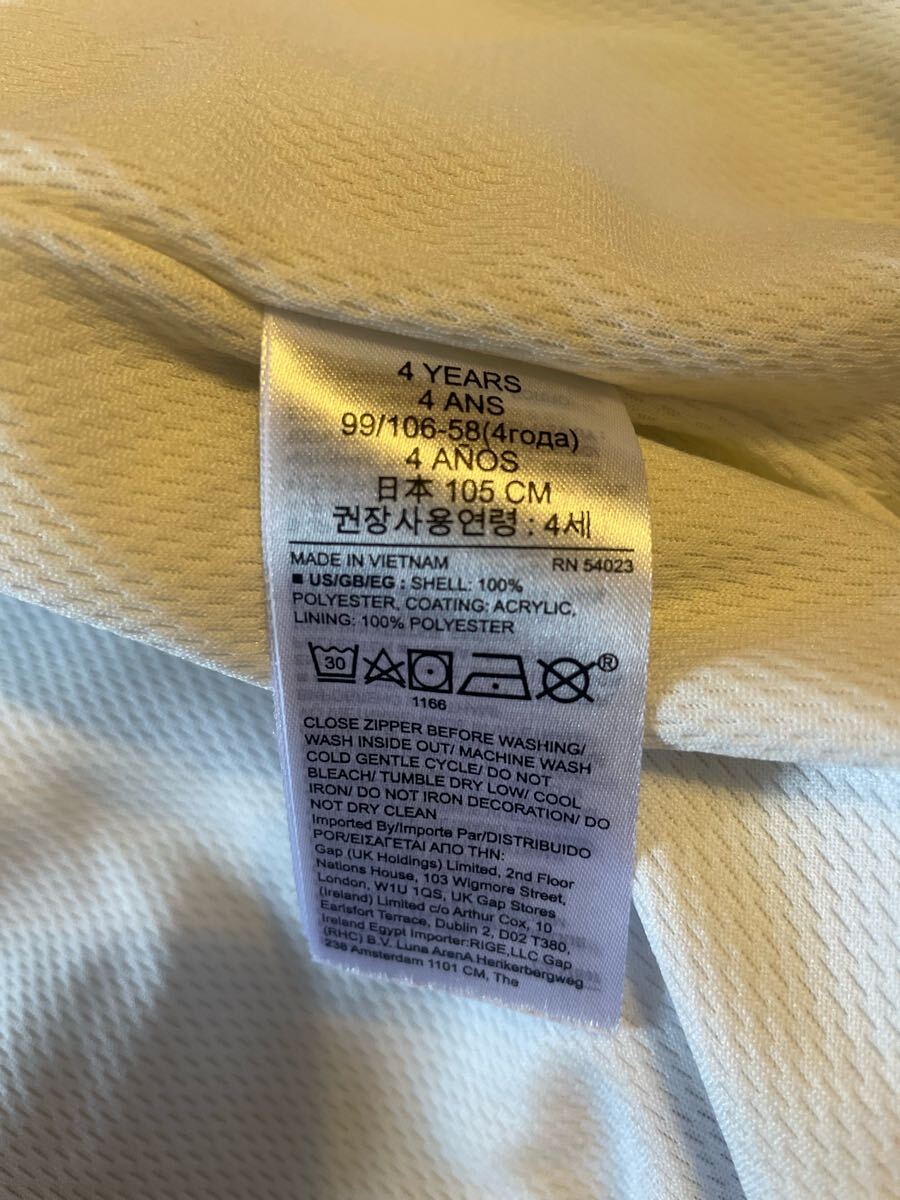 4 YEARS
4 ANS
99/106-58(4года)
4 AÑOS
日本 105 CM
권장사용연령 : 4세
MADE IN VIETNAM RN 54023
■ US/GB/EG : SHELL: 100%
POLYESTER, COATING: ACRYLIC,
LINING: 100% POLYESTER
30 ®
1166
CLOSE ZIPPER BEFORE WASHING/
WASH INSIDE OUT/ MACHINE WASH
COLD GENTLE CYCLE/ DO NOT
BLEACH/ TUMBLE DRY LOW/ COOL
IRON/ DO NOT IRON DECORATION/ DO
NOT DRY CLEAN
Imported By/Importe Par/DISTRIBUIDO
POR/ΕΙΣΑΓΕΤΑΙ ΑΠΟ ΤΗΝ:
Gap (UK Holdings) Limited, 2nd Floor
Nations House, 103 Wigmore Street,
London, W1U 1QS, UK Gap Stores
(Ireland) Limited c/o Arthur Cox, 10
Earlsfort Terrace, Dublin 2, D02 T380,
Ireland Egypt Importer:RIGE,LLC Gap
(RHC) B.V. Luna ArenA Herikerbergweg
238 Amsterdam 1101 CM, The